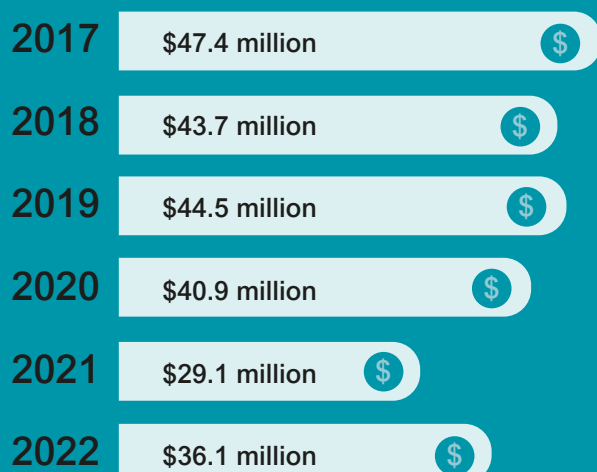 2017 $47.4 million $
2018 $43.7 million $
2019 $44.5 million $
2020 $40.9 million $
2021 $29.1 million $
2022 $36.1 million $